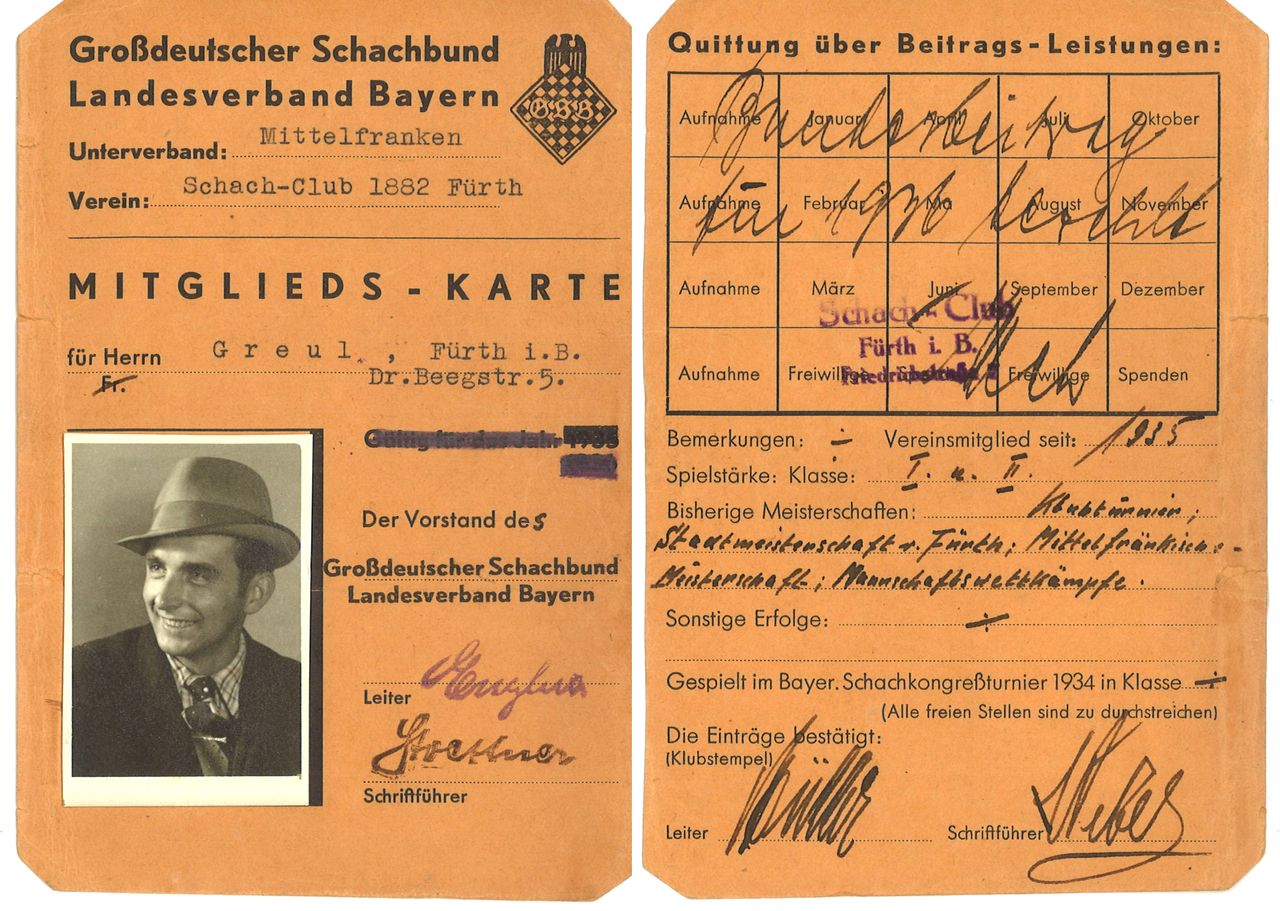 Großdeutscher Schachbund
Landesverband Bayern
GSB
Unterverband: Mittelfranken
Verein: Schach-Club 1882 Fürth
MITGLIEDS-KARTE
für Herrn Greul, Fürth i.B.
Fr. Dr.Beegstr.5.
Gültig für das Jahr 1935
Der Vorstand des
Großdeutscher Schachbund
Landesverband Bayern
Leiter
Schriftführer
Quittung über Beitrags-Leistungen:
Aufnahme Januar April Juli Oktober
Bundesbeitrag
Aufnahme Februar Mai August November
für 1936 bezahlt
Aufnahme März Juni September Dezember
Schach-Club
Fürth i. B.
Aufnahme Freiwillige Spenden Freiwillige Spenden
Bemerkungen: ÷ Vereinsmitglied seit: 1935
Spielstärke: Klasse: I. u. II.
Bisherige Meisterschaften: Klubturnier;
Stadtmeisterschaft v. Fürth; Mittelfränkische-
Meisterschaft; Mannschaftswettkämpfe.
Sonstige Erfolge: ÷
Gespielt im Bayer. Schachkongreßturnier 1934 in Klasse ÷
(Alle freien Stellen sind zu durchstreichen)
Die Einträge bestätigt:
(Klubstempel)
Leiter Müller Schriftführer Weber